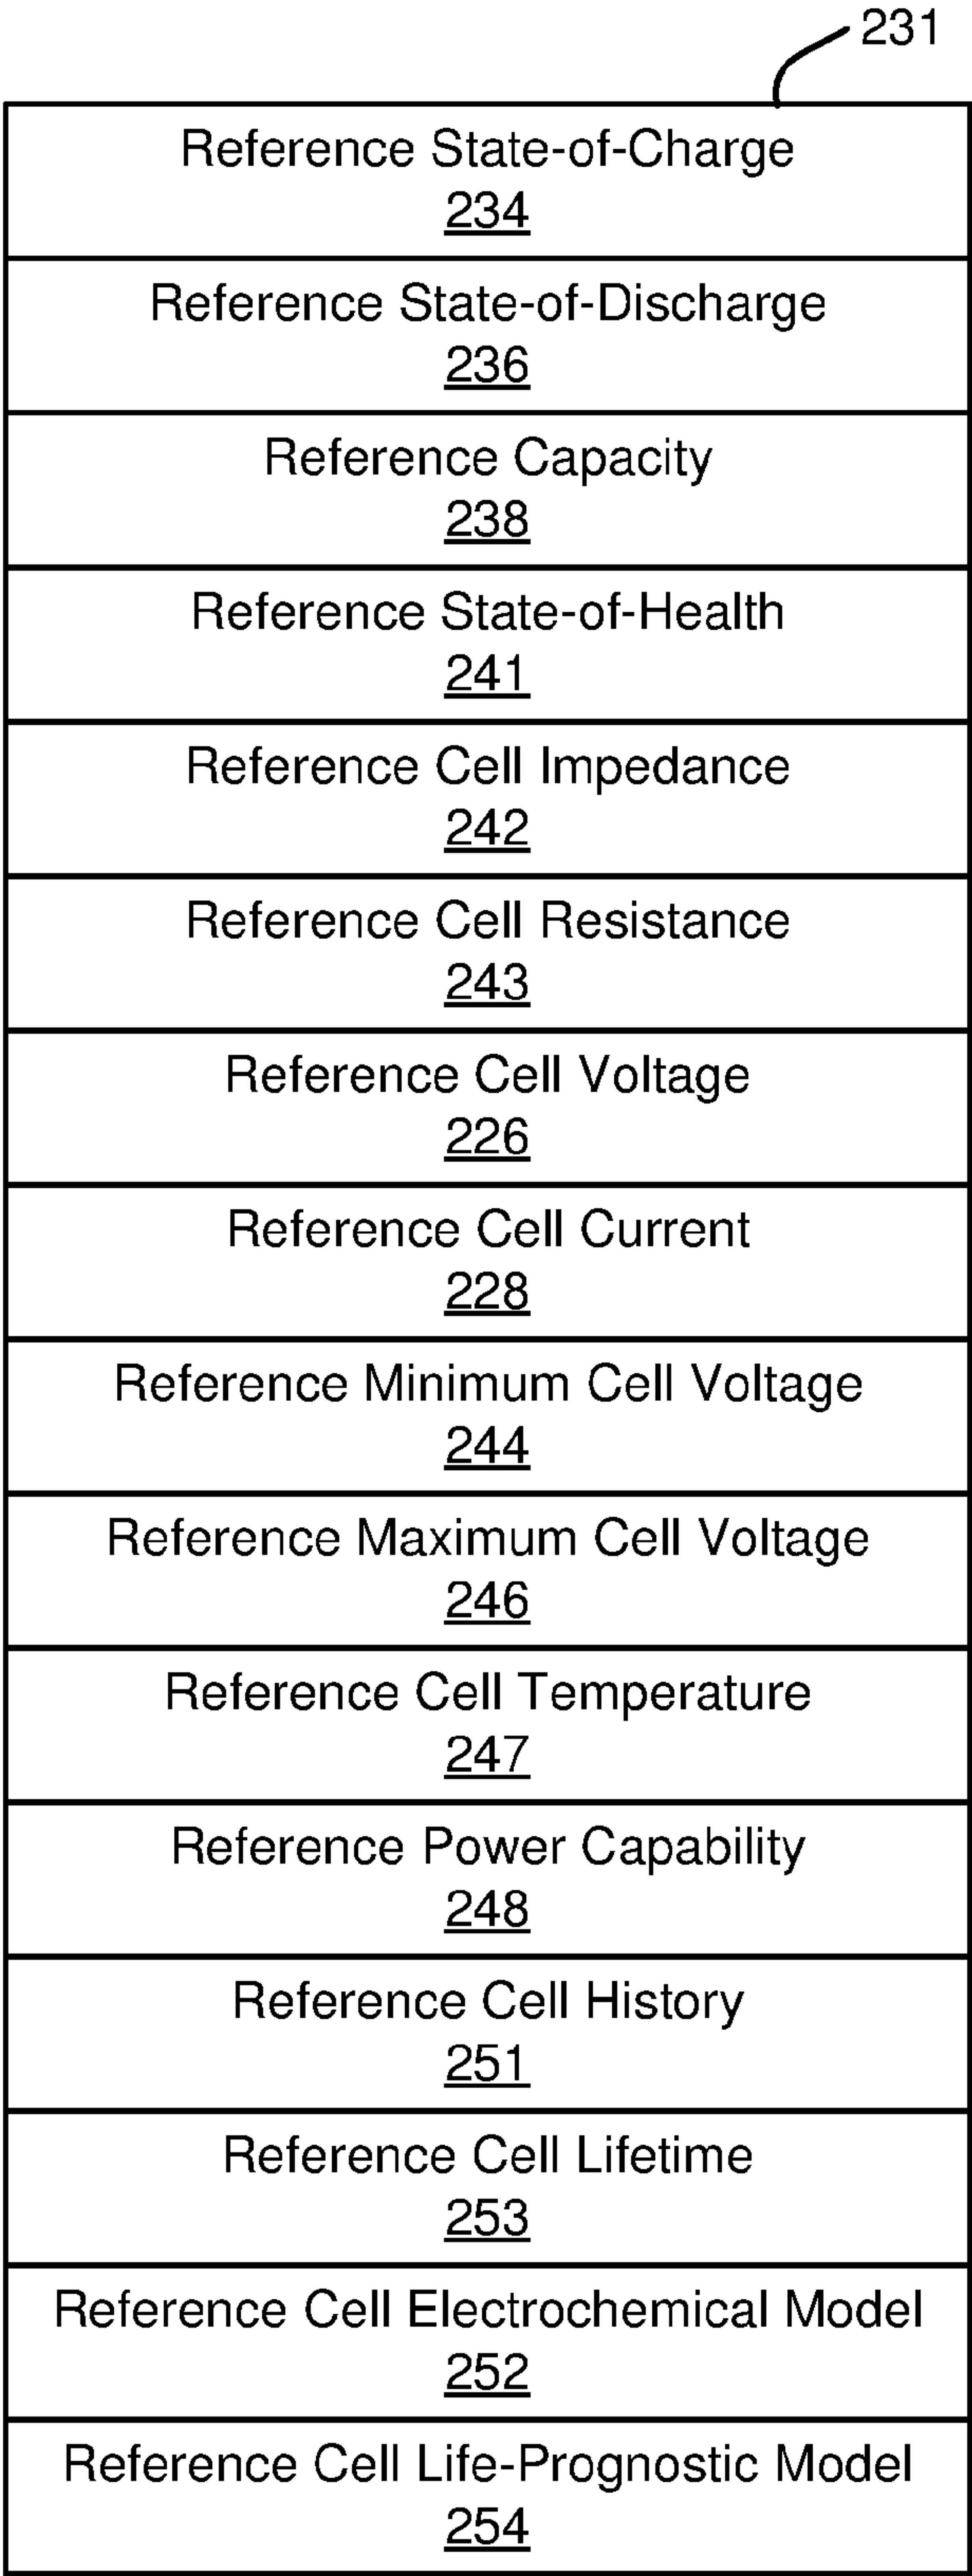 231
Reference State-of-Charge
234
Reference State-of-Discharge
236
Reference Capacity
238
Reference State-of-Health
241
Reference Cell Impedance
242
Reference Cell Resistance
243
Reference Cell Voltage
226
Reference Cell Current
228
Reference Minimum Cell Voltage
244
Reference Maximum Cell Voltage
246
Reference Cell Temperature
247
Reference Power Capability
248
Reference Cell History
251
Reference Cell Lifetime
253
Reference Cell Electrochemical Model
252
Reference Cell Life-Prognostic Model
254